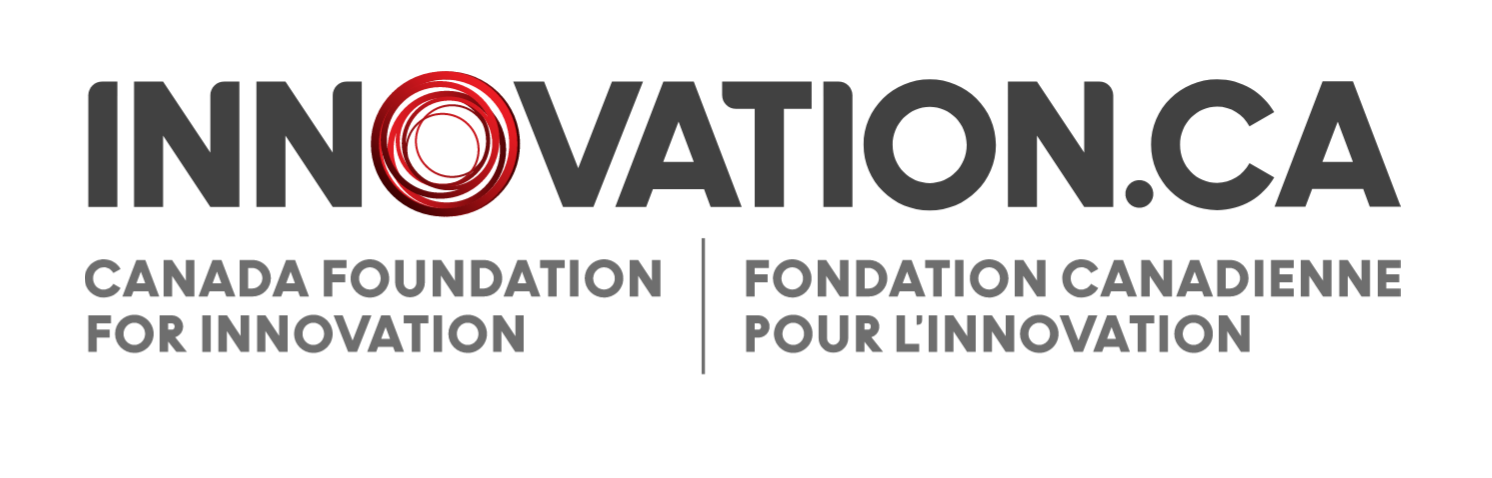 INNOVATION.CA
CANADA FOUNDATION
FOR INNOVATION
FONDATION CANADIENNE
POUR L'INNOVATION